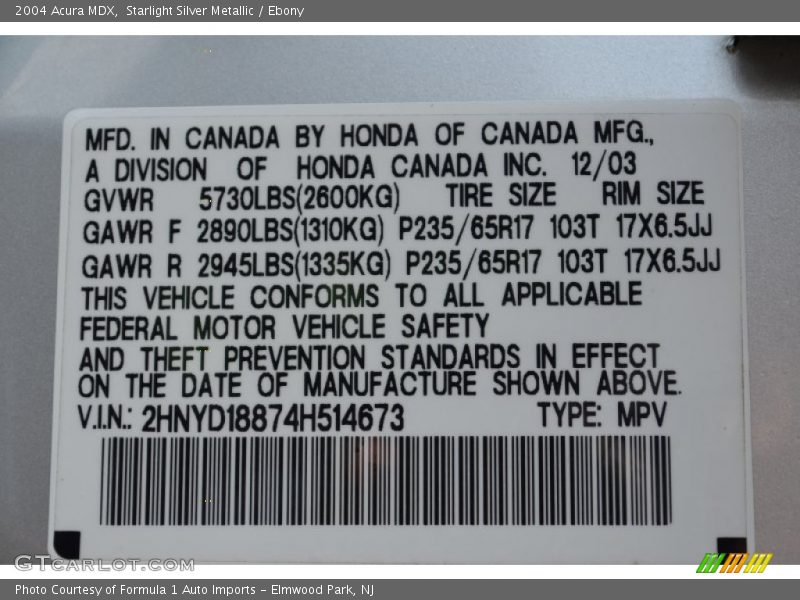 2004 Acura MDX, Starlight Silver Metallic / Ebony
MFD. IN CANADA BY HONDA OF CANADA MFG.,
A DIVISION OF HONDA CANADA INC. 12/03
GVWR 5730LBS(2600KG) TIRE SIZE RIM SIZE
GAWR F 2890LBS(1310KG) P235/65R17 103T 17X6.5JJ
GAWR R 2945LBS(1335KG) P235/65R17 103T 17X6.5JJ
THIS VEHICLE CONFORMS TO ALL APPLICABLE
FEDERAL MOTOR VEHICLE SAFETY
AND THEFT PREVENTION STANDARDS IN EFFECT
ON THE DATE OF MANUFACTURE SHOWN ABOVE.
V.I.N.: 2HNYD18874H514673 TYPE: MPV
GTCARLOT.COM
Photo Courtesy of Formula 1 Auto Imports - Elmwood Park, NJ